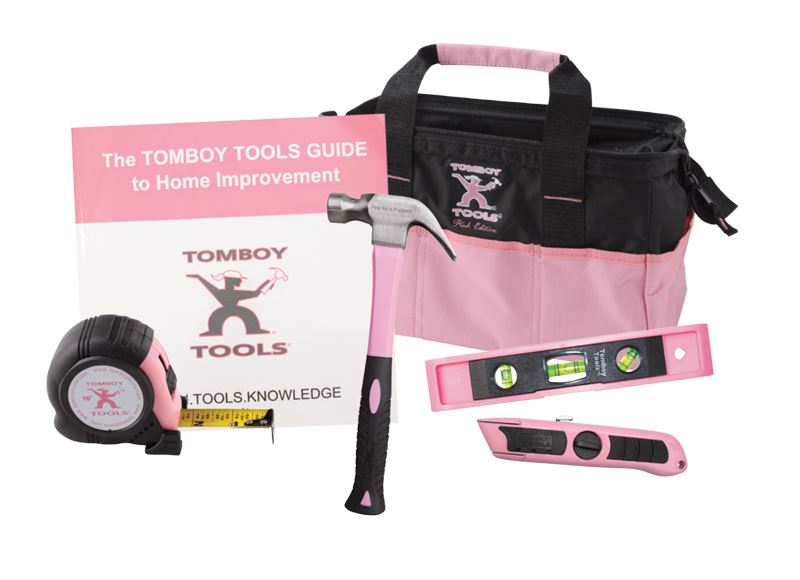 The TOMBOY TOOLS GUIDE
to Home Improvement
TOMBOY
TOOLS®
.TOOLS.KNOWLEDGE
TOMBOY
TOOLS®
Pink Edition
TOMBOY
16'
TOOLS
Tomboy
Tools